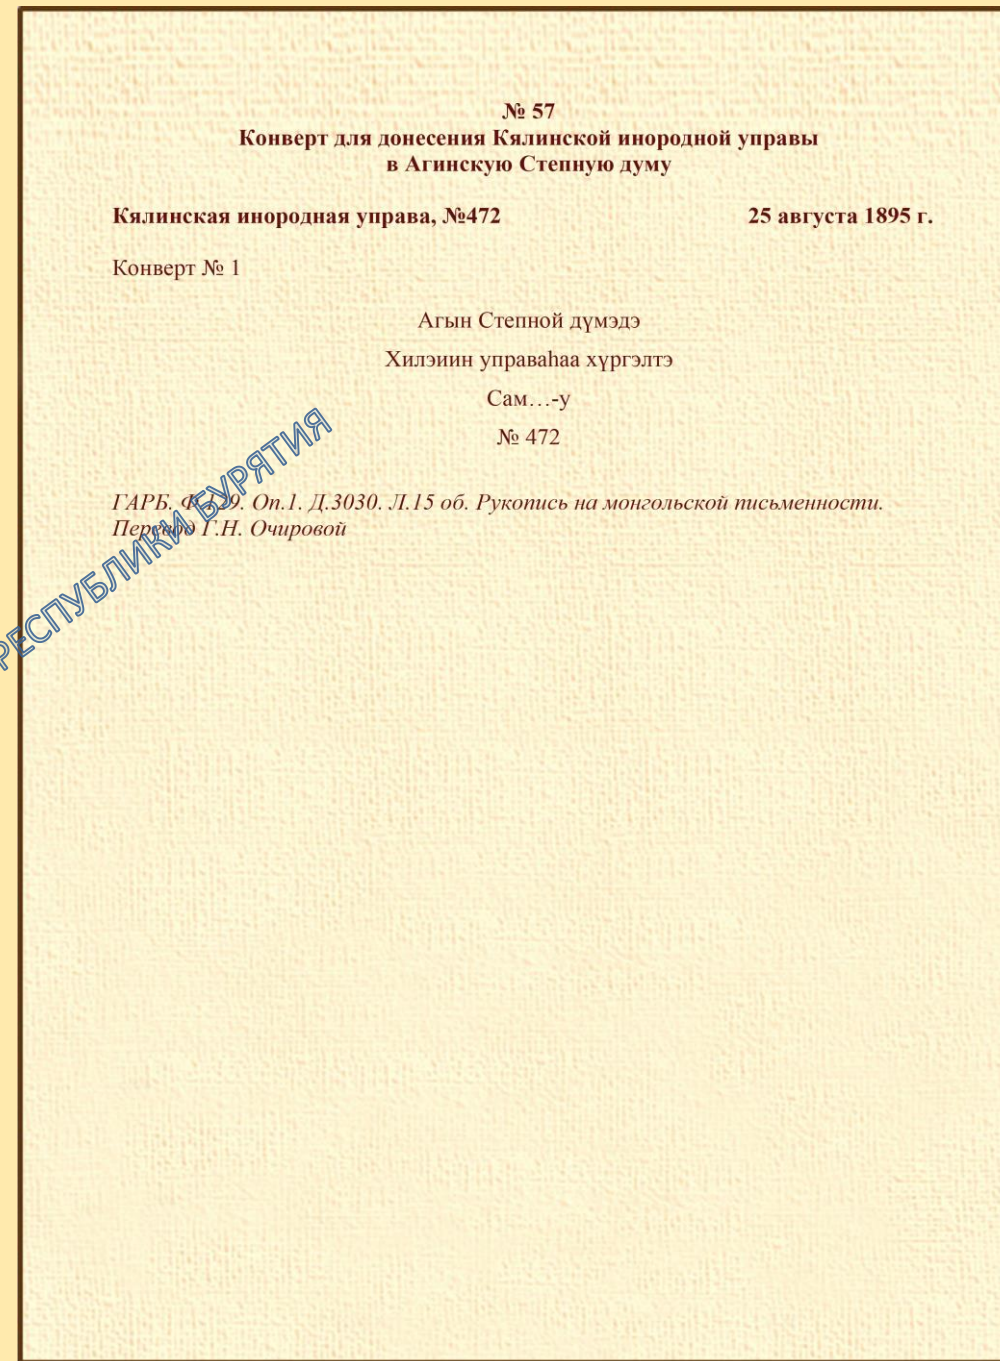 № 57
Конверт для донесения Кялинской инородной управы
в Агинскую Степную думу
Кялинская инородная управа, №472 25 августа 1895 г.
Конверт № 1
Агын Степной дүмэдэ
Хилэиин управаһаа хүргэлтэ
Сам…-у
№ 472
ГАРБ. Ф.129. Оп.1. Д.3030. Л.15 об. Рукопись на монгольской письменности.
Перевод Г.Н. Очировой
РЕСПУБЛИКИ БУРЯТИЯ